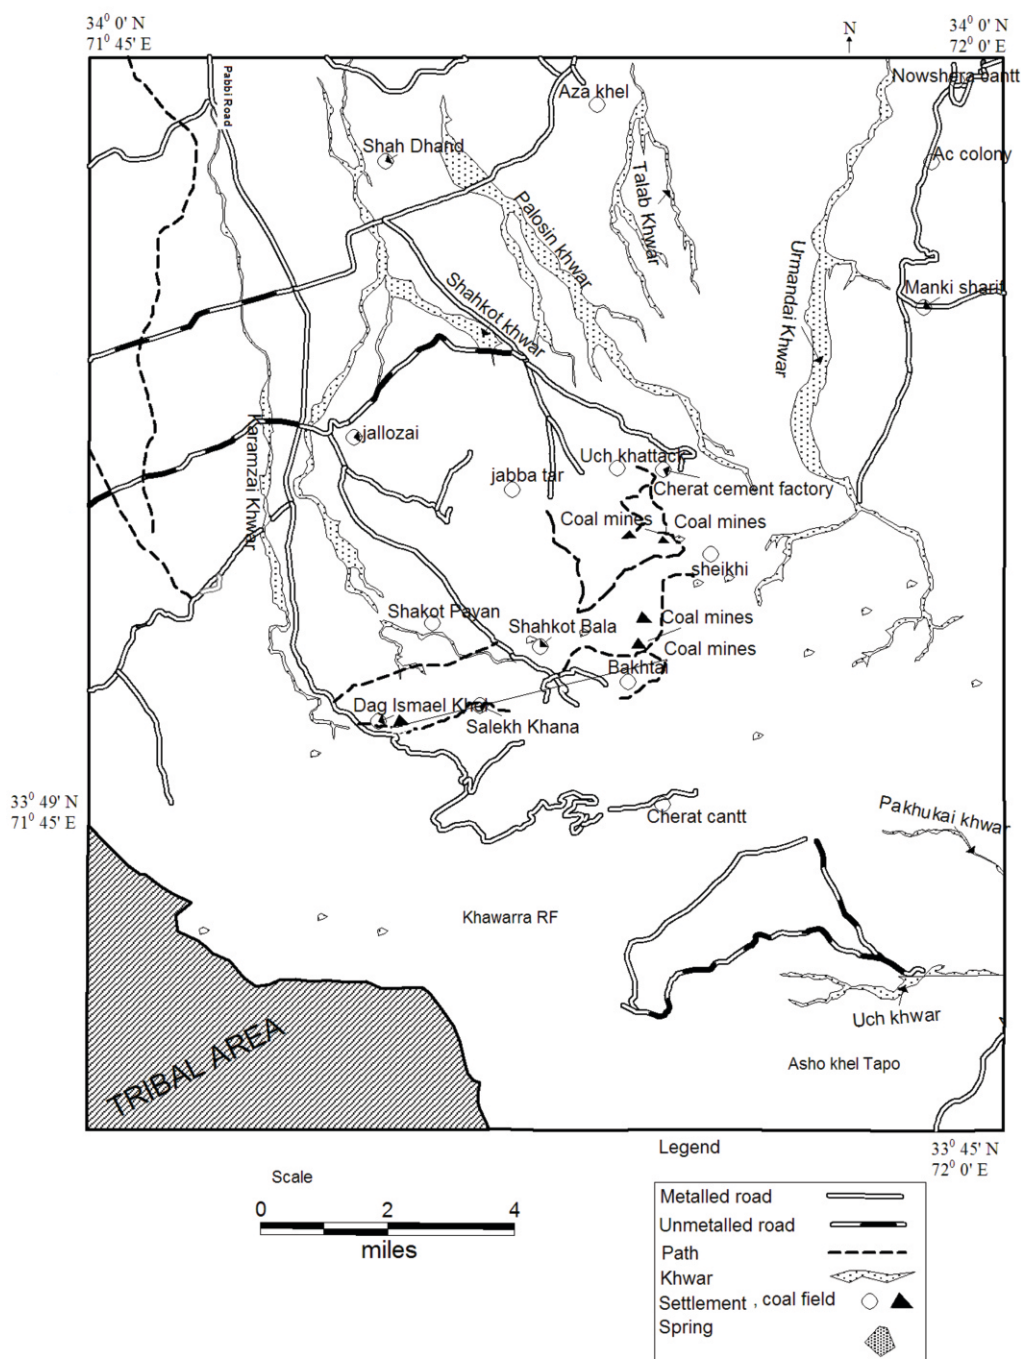 34⁰ 0' N
71⁰ 45' E
N
34⁰ 0' N
72⁰ 0' E
Pabbi Road
Nowshera cantt
Aza khel
Shah Dhand
Ac colony
Talab Khwar
Palosin khwar
Urmandai Khwar
Shahkot khwar
Manki sharif
Karamzai Khwar
jallozai
Uch khattack
jabba tar
Cherat cement factory
Coal mines
Coal mines
sheikhi
Shakot Payan
Shahkot Bala
Coal mines
Coal mines
Bakhtai
Dag Ismael Khel
Salekh Khana
33⁰ 49' N
71⁰ 45' E
Cherat cantt
Pakhukai khwar
Khawarra RF
Uch khwar
TRIBAL AREA
Asho khel Tapo
33⁰ 45' N
72⁰ 0' E
Scale
0 2 4
miles
Legend
Metalled road
Unmetalled road
Path
Khwar
Settlement , coal field
Spring